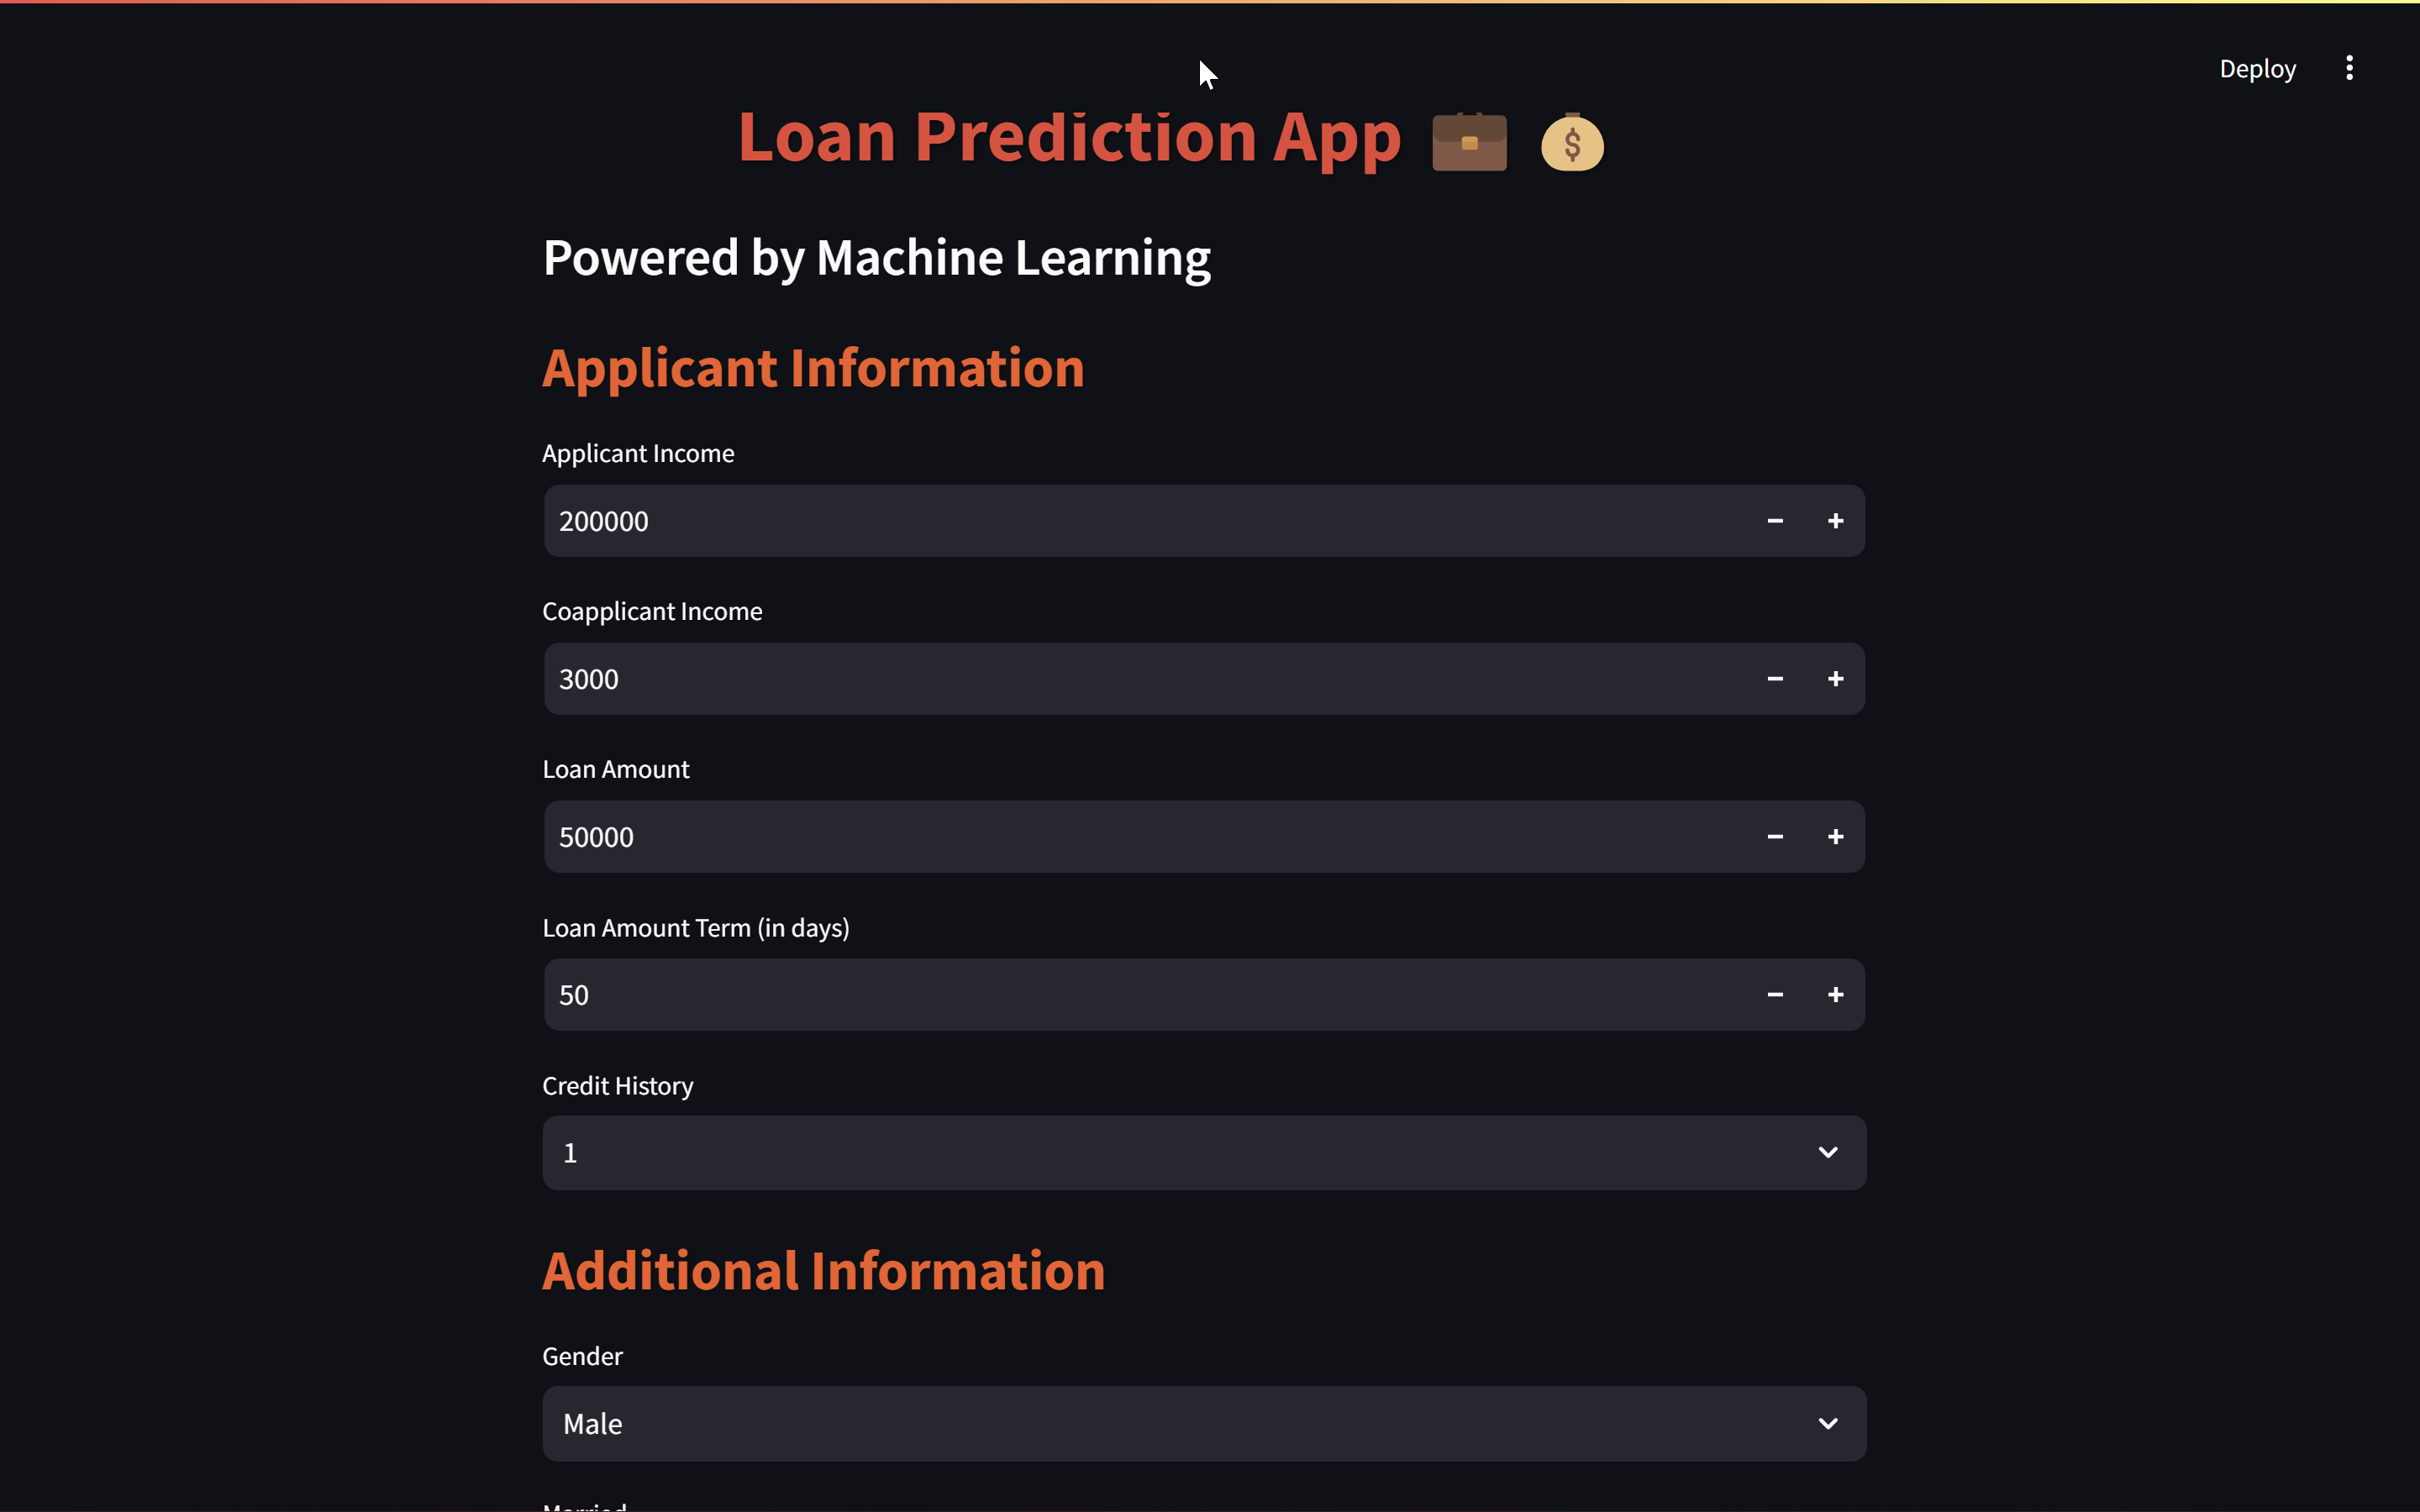 Deploy
Loan Prediction App
Powered by Machine Learning
Applicant Information
Applicant Income
200000
Coapplicant Income
3000
Loan Amount
50000
Loan Amount Term (in days)
50
Credit History
1
Additional Information
Gender
Male